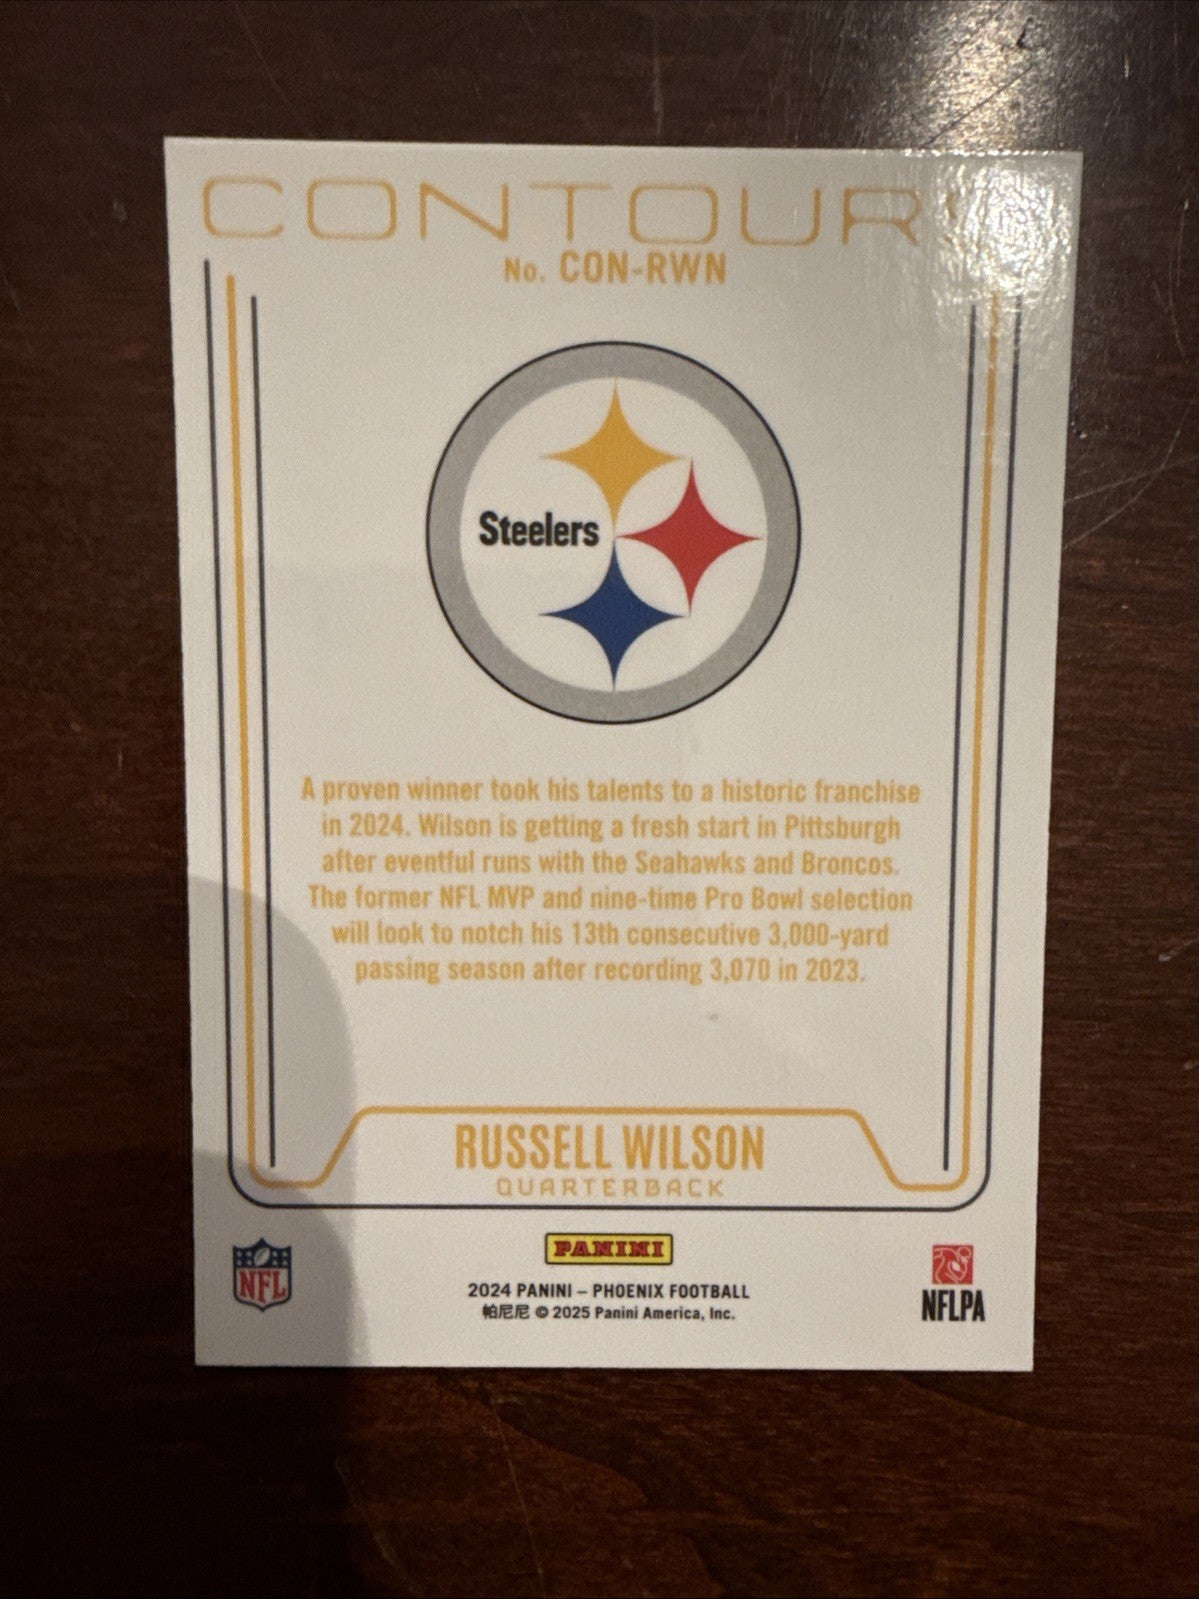 CONTOUR
No. CON-RWN
Steelers
A proven winner took his talents to a historic franchise
in 2024. Wilson is getting a fresh start in Pittsburgh
after eventful runs with the Seahawks and Broncos.
The former NFL MVP and nine-time Pro Bowl selection
will look to notch his 13th consecutive 3,000-yard
passing season after recording 3,070 in 2023.
RUSSELL WILSON
QUARTERBACK
PANINI
NFL
2024 PANINI – PHOENIX FOOTBALL
帕尼尼 © 2025 Panini America, Inc.
NFLPA